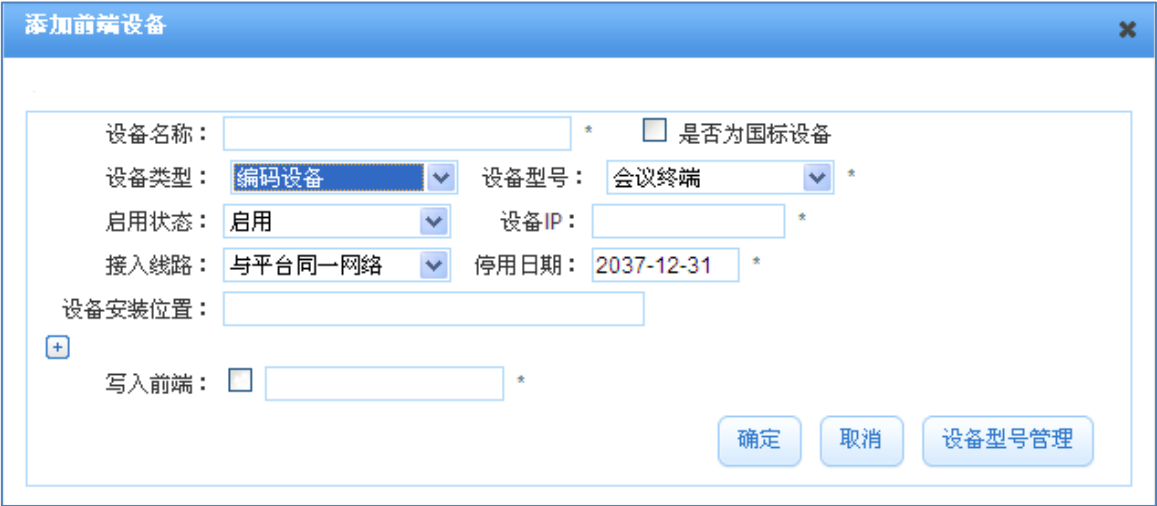 添加前端设备
设备名称： * 是否为国标设备
设备类型： 编码设备 设备型号： 会议终端 *
启用状态： 启用 设备IP： *
接入线路： 与平台同一网络 停用日期： 2037-12-31 *
设备安装位置：
写入前端： *
确定 取消 设备型号管理